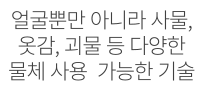 얼굴뿐만 아니라 사물,
옷감, 괴물 등 다양한
물체 사용 가능한 기술